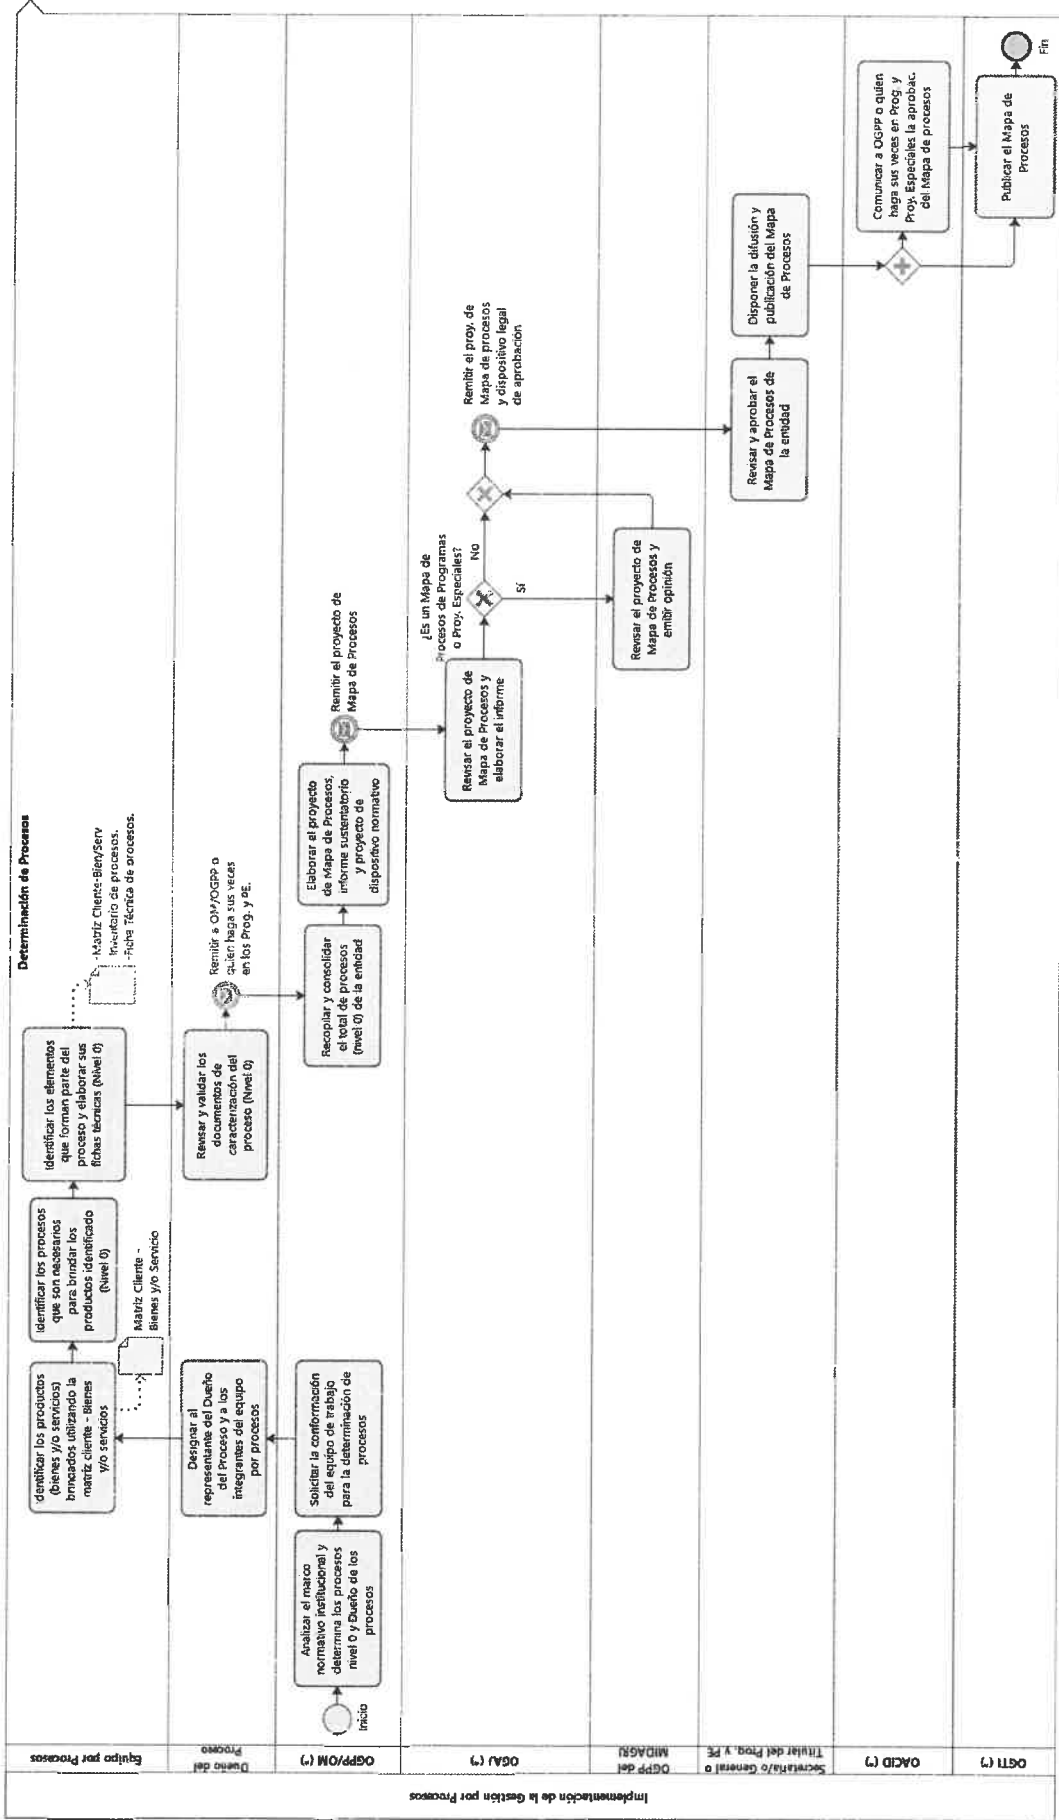 Implementación de la Gestión por Procesos
Determinación de Procesos
Equipo por Procesos
Dueño del
Proceso
OGPP/OM (*)
OGAJ (*)
OGPP del
MIDAGRI
Secretaria/o General o
Titular del Prog. y PE
OACID (*)
OGTI (*)
Inicio
Analizar el marco
normativo institucional y
determina los procesos
nivel 0 y Dueño de los
procesos
Solicitar la conformación
del equipo de trabajo
para la determinación de
procesos
Designar al
representante del Dueño
del Proceso y a los
integrantes del equipo
por procesos
Identificar los productos
(bienes y/o servicios)
brindados utilizando la
matriz cliente - Bienes
y/o servicios
Matriz Cliente -
Bienes y/o Servicio
Identificar los procesos
que son necesarios
para brindar los
productos identificado
(Nivel 0)
Identificar los elementos
que forman parte del
proceso y elaborar sus
fichas técnicas (Nivel 0)
-Matriz Cliente-Bien/Serv
Inventario de procesos.
-Ficha Técnica de procesos.
Revisar y validar los
documentos de
caracterización del
proceso (Nivel 0)
Remitir a OM/OGPP o
quien haga sus veces
en los Prog. y PE.
Recopilar y consolidar
el total de procesos
(nivel 0) de la entidad
Elaborar el proyecto
de Mapa de Procesos,
informe sustentatorio
y proyecto de
dispositivo normativo
Remitir el proyecto de
Mapa de Procesos
Revisar el proyecto de
Mapa de Procesos y
elaborar el informe
¿Es un Mapa de
Procesos de Programas
o Proy. Especiales?
No
Sí
Revisar el proyecto de
Mapa de Procesos y
emitir opinión
Remitir el proy. de
Mapa de procesos
y dispositivo legal
de aprobación
Revisar y aprobar el
Mapa de Procesos de
la entidad
Disponer la difusión y
publicación del Mapa
de Procesos
Comunicar a OGPP o quien
haga sus veces en Prog. y
Proy. Especiales la aprobac.
del Mapa de procesos
Publicar el Mapa de
Procesos
Fin